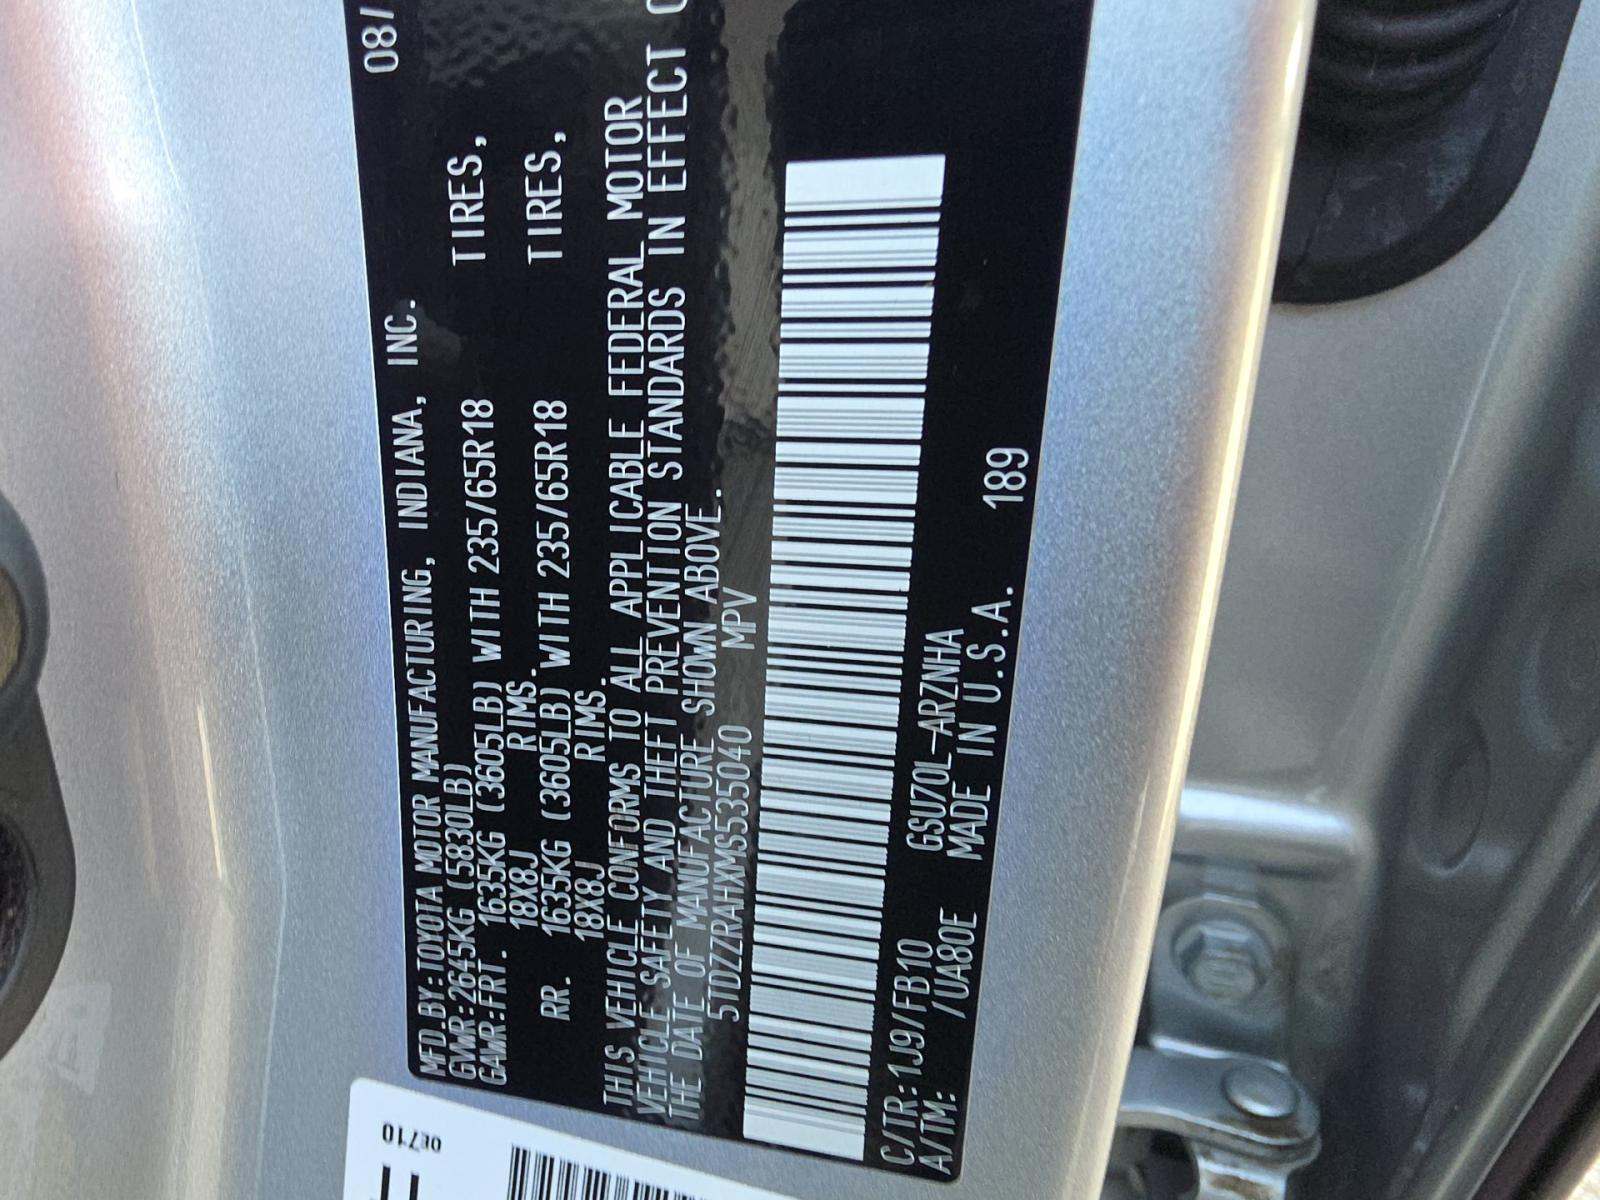 MFD.BY:TOYOTA MOTOR MANUFACTURING, INDIANA, INC. 08/
GVWR:2645KG (5830LB)
GAWR:FRT. 1635KG (3605LB) WITH 235/65R18 TIRES,
18X8J RIMS.
RR. 1635KG (3605LB) WITH 235/65R18 TIRES,
18X8J RIMS.
THIS VEHICLE CONFORMS TO ALL APPLICABLE FEDERAL MOTOR
VEHICLE SAFETY AND THEFT PREVENTION STANDARDS IN EFFECT O
THE DATE OF MANUFACTURE SHOWN ABOVE.
5TDZZRAHXMS535040 MPV
C/TR:1J9/FB10 GSU70L-ARZNHA
A/TM: /UA80E MADE IN U.S.A. 189
0E710